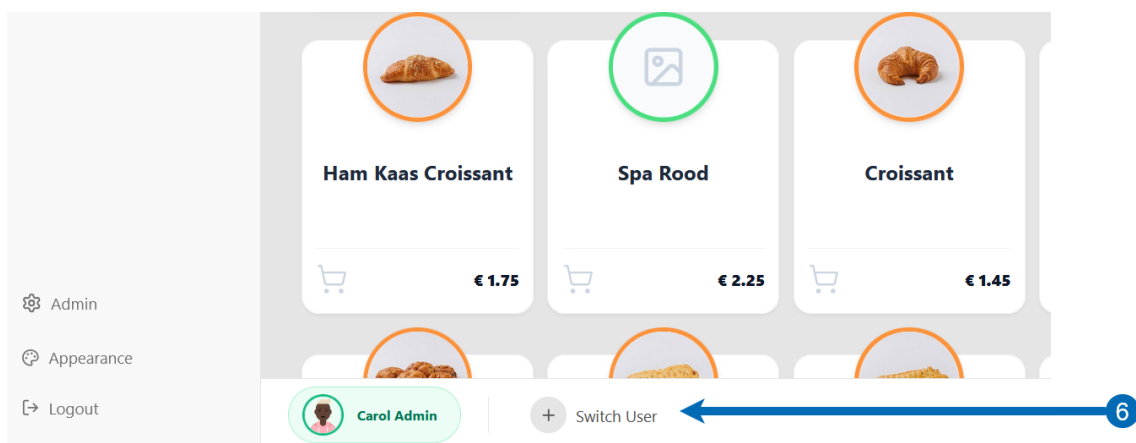 Ham Kaas Croissant
Spa Rood
Croissant
€ 1.75
€ 2.25
€ 1.45
Admin
Appearance
Logout
Carol Admin
Switch User
6